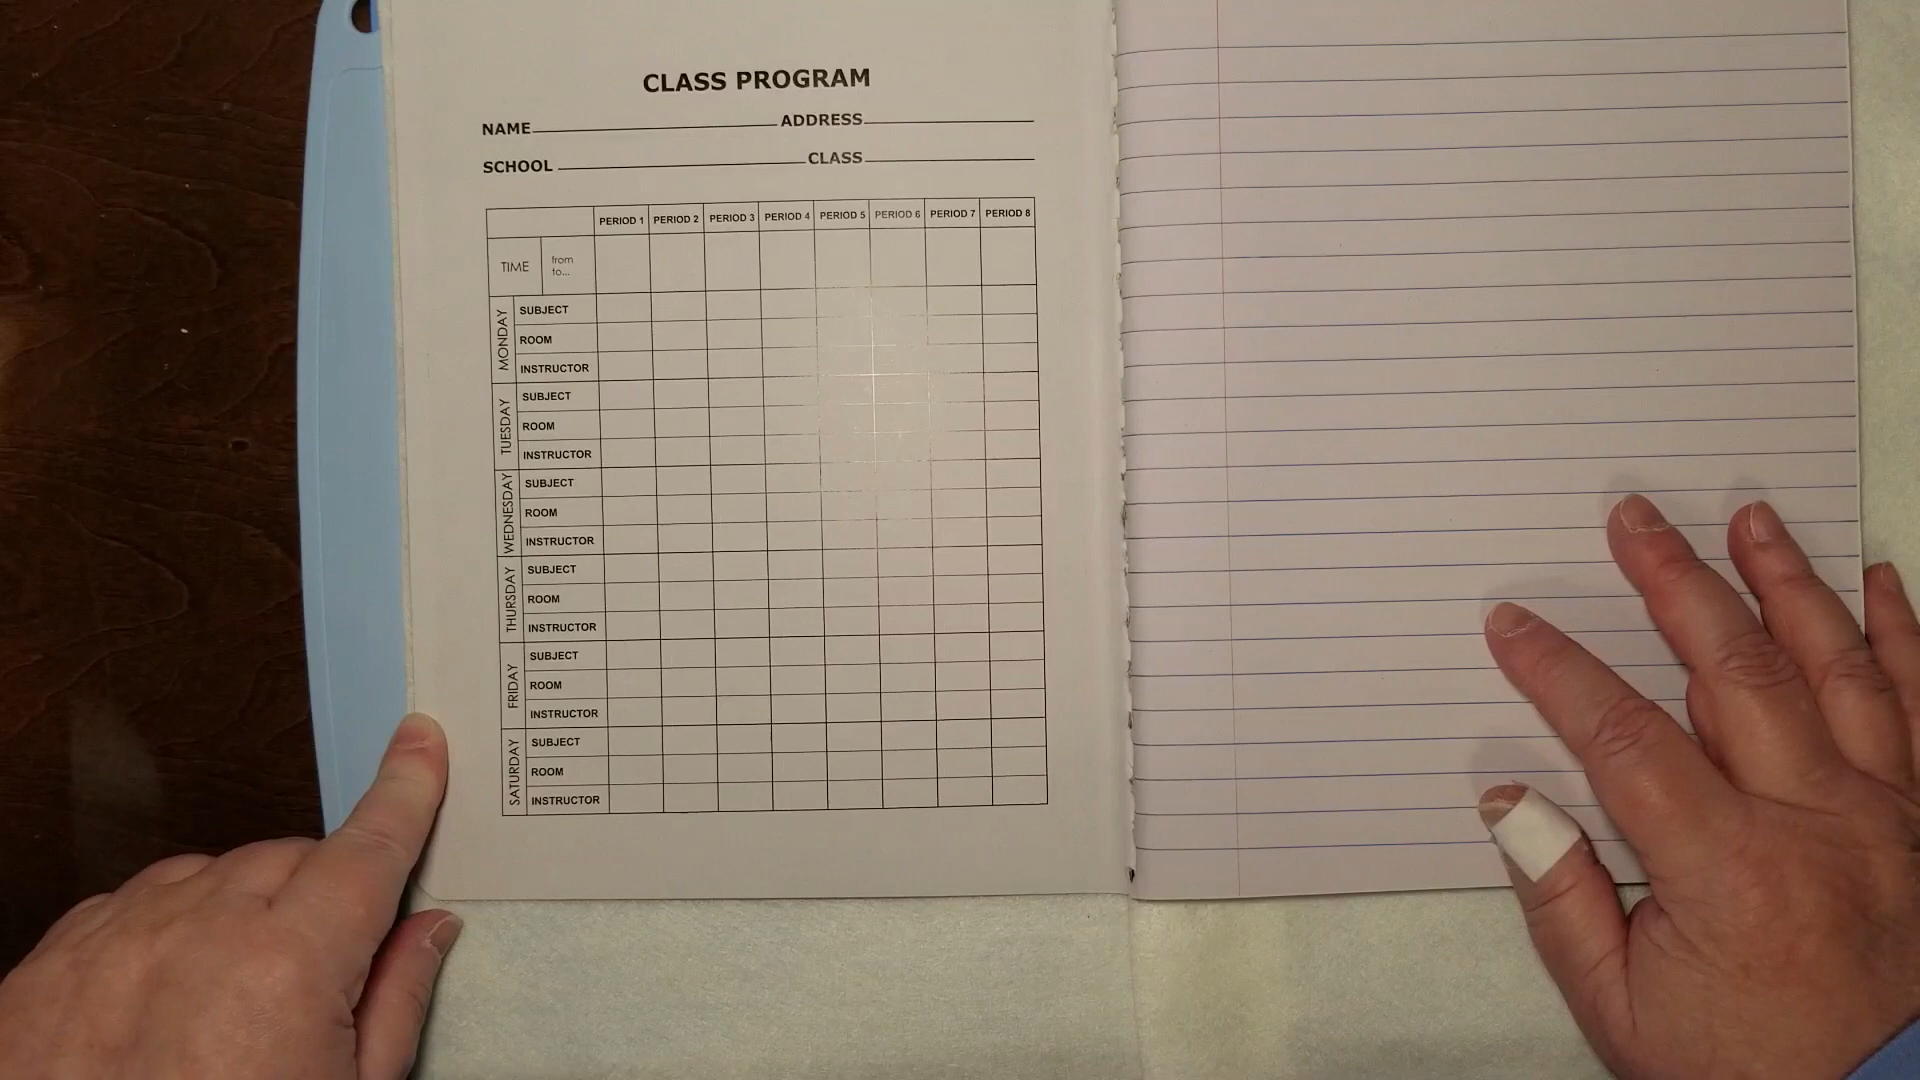 CLASS PROGRAM
NAME ADDRESS
SCHOOL CLASS
PERIOD 1 PERIOD 2 PERIOD 3 PERIOD 4 PERIOD 5 PERIOD 6 PERIOD 7 PERIOD 8
TIME from to...
MONDAY
SUBJECT
ROOM
INSTRUCTOR
TUESDAY
SUBJECT
ROOM
INSTRUCTOR
WEDNESDAY
SUBJECT
ROOM
INSTRUCTOR
THURSDAY
SUBJECT
ROOM
INSTRUCTOR
FRIDAY
SUBJECT
ROOM
INSTRUCTOR
SATURDAY
SUBJECT
ROOM
INSTRUCTOR